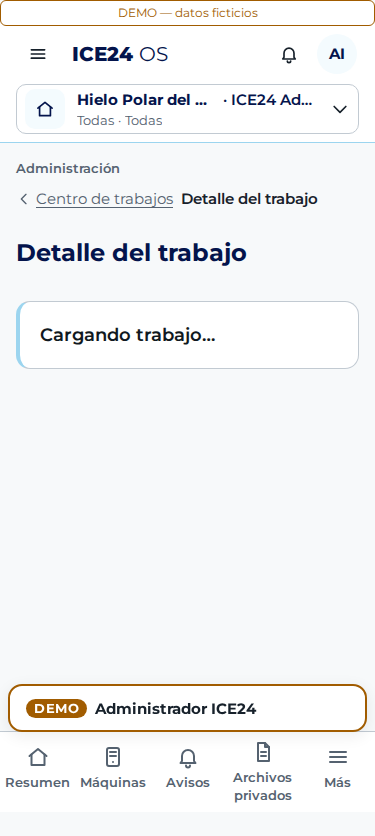 DEMO — datos ficticios
ICE24 OS
AI
Hielo Polar del ... · ICE24 Ad...
Todas · Todas
Administración
Centro de trabajos Detalle del trabajo
Detalle del trabajo
Cargando trabajo...
DEMO Administrador ICE24
Resumen Máquinas Avisos Archivos privados Más